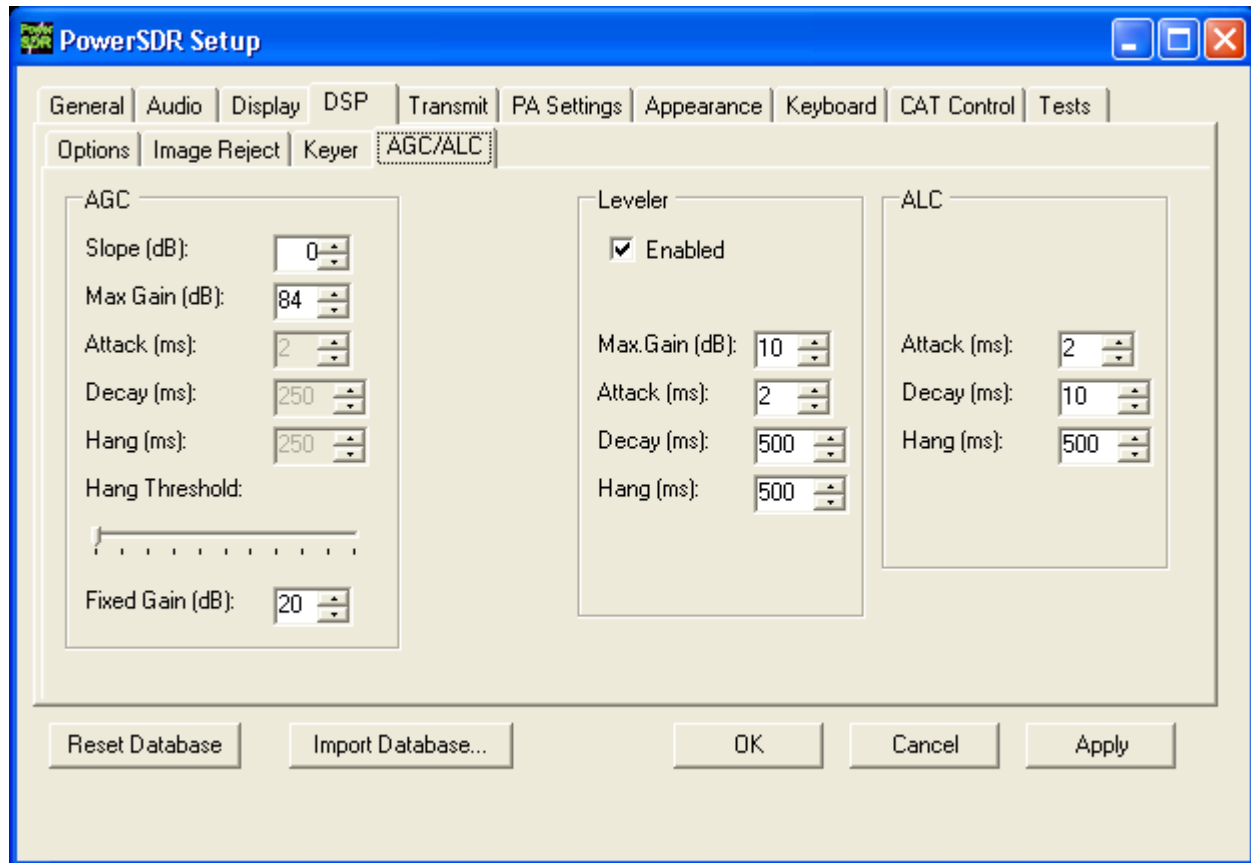 Power SDR PowerSDR Setup
General Audio Display DSP Transmit PA Settings Appearance Keyboard CAT Control Tests
Options Image Reject Keyer AGC/ALC
AGC
Slope (dB): 0
Max Gain (dB): 84
Attack (ms): 2
Decay (ms): 250
Hang (ms): 250
Hang Threshold:
Fixed Gain (dB): 20
Leveler
Enabled
Max.Gain (dB): 10
Attack (ms): 2
Decay (ms): 500
Hang (ms): 500
ALC
Attack (ms): 2
Decay (ms): 10
Hang (ms): 500
Reset Database Import Database... OK Cancel Apply